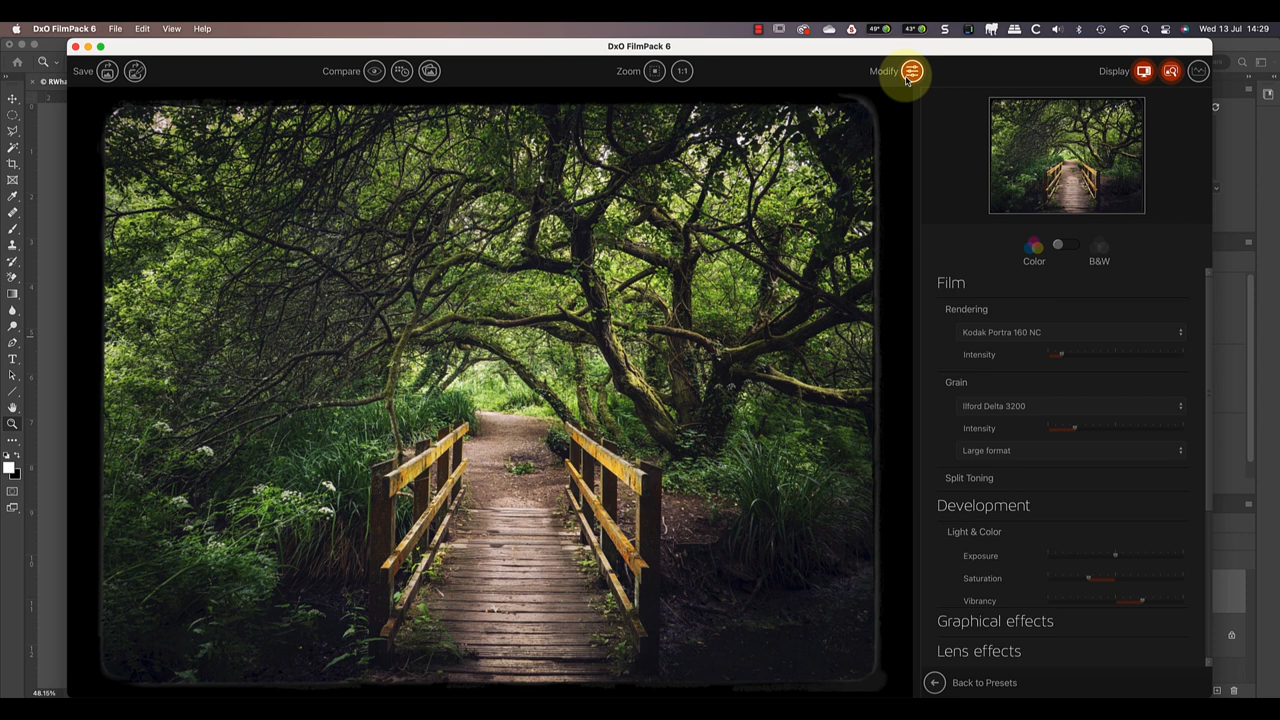 DxO FilmPack 6 File Edit View Help
49° 43° Wed 13 Jul 14:29
DxO FilmPack 6
Save Compare Zoom 1:1 Modify Display
Color B&W
Film
Rendering
Kodak Portra 160 NC
Intensity
Grain
Ilford Delta 3200
Intensity
Large format
Split Toning
Development
Light & Color
Exposure
Saturation
Vibrancy
Graphical effects
Lens effects
Back to Presets
48.15%